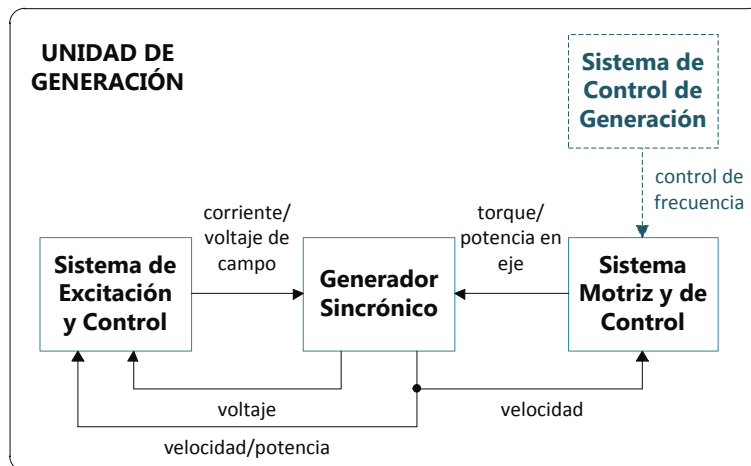 UNIDAD DE
GENERACIÓN
Sistema de
Control de
Generación
control de
frecuencia
corriente/
voltaje de
campo
torque/
potencia en
eje
Sistema de
Excitación
y Control
Generador
Sincrónico
Sistema
Motriz y de
Control
voltaje
velocidad
velocidad/potencia